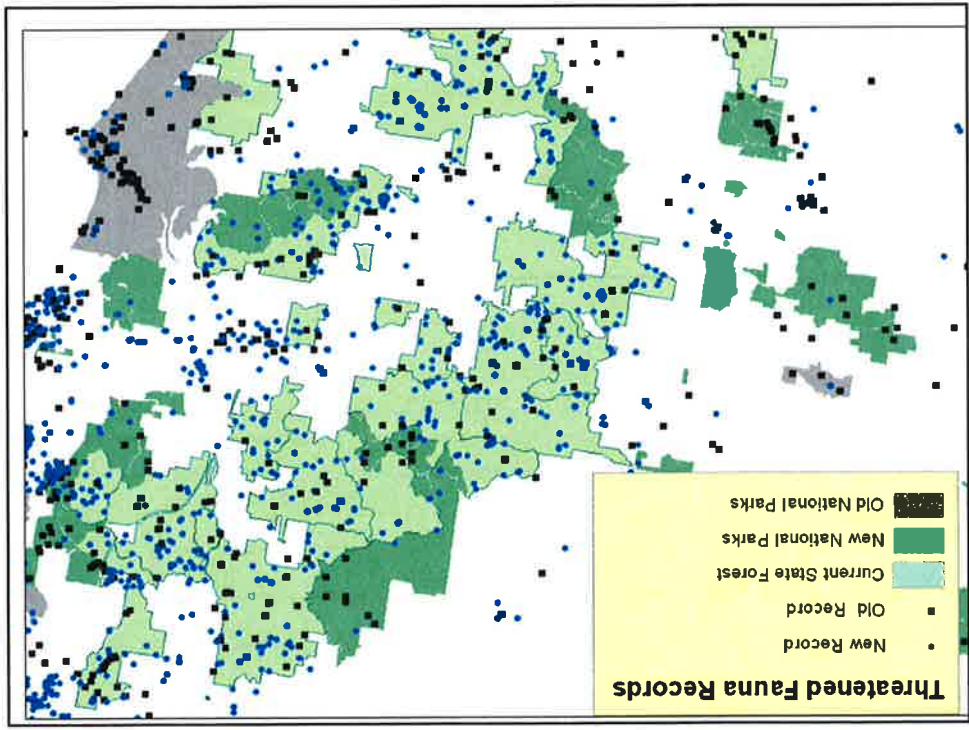 Threatened Fauna Records
New Record
Old Record
Current State Forest
New National Parks
Old National Parks